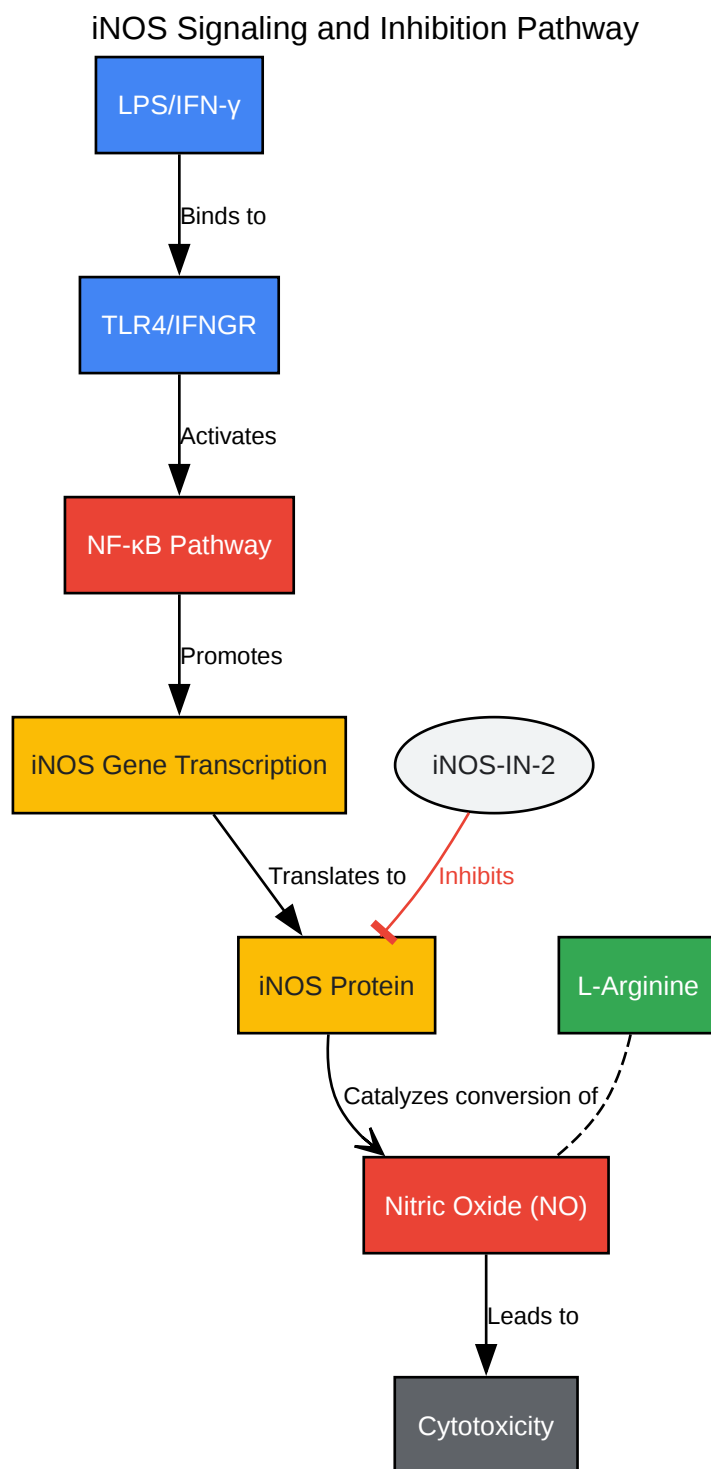 iNOS Signaling and Inhibition Pathway
LPS/IFN-γ
Binds to
TLR4/IFNGR
Activates
NF-κB Pathway
Promotes
iNOS Gene Transcription
iNOS-IN-2
Translates to
Inhibits
iNOS Protein
L-Arginine
Catalyzes conversion of
Nitric Oxide (NO)
Leads to
Cytotoxicity